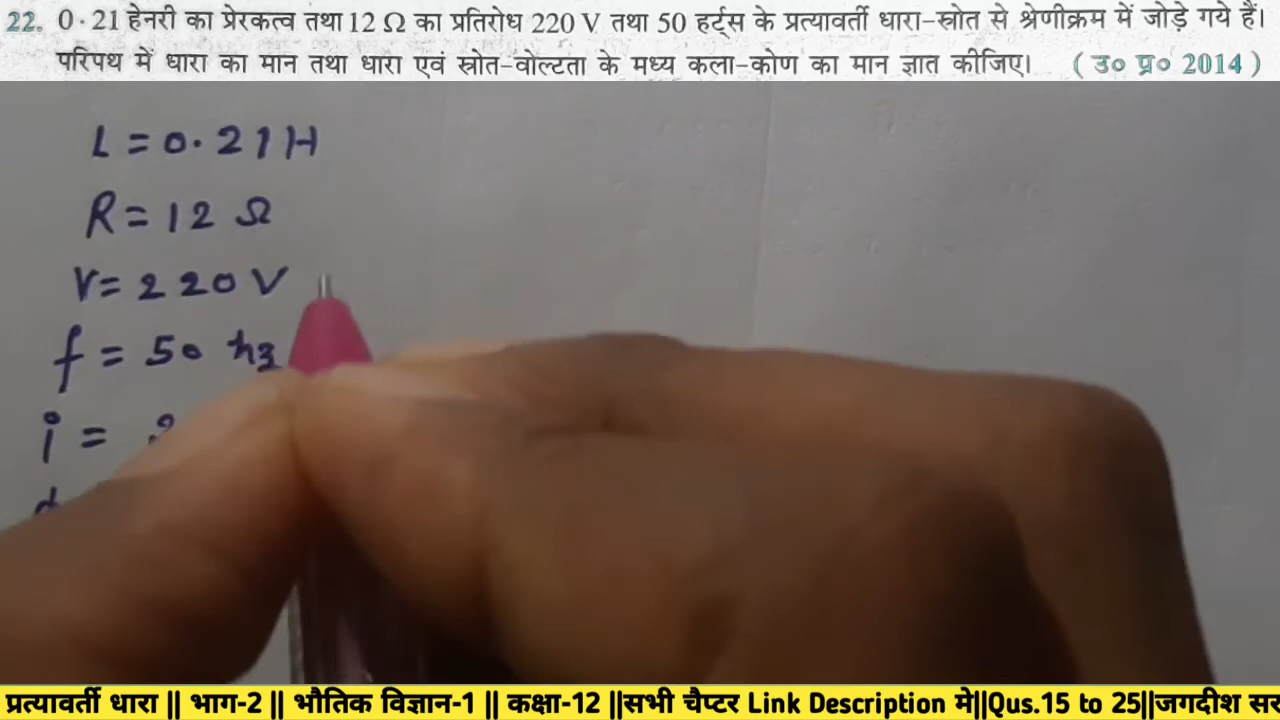 22. 0·21 हेनरी का प्रेरकत्व तथा 12 Ω का प्रतिरोध 220 V तथा 50 हर्ट्स के प्रत्यावर्ती धारा-स्रोत से श्रेणीक्रम में जोड़े गये हैं।
परिपथ में धारा का मान तथा धारा एवं स्रोत-वोल्टता के मध्य कला-कोण का मान ज्ञात कीजिए। ( उ० प्र० 2014 )
L = 0.21 H
R = 12 Ω
V = 220 V
f = 50 hz
i =
प्रत्यावर्ती धारा || भाग-2 || भौतिक विज्ञान-1 || कक्षा-12 ||सभी चैप्टर Link Description मे||Qus.15 to 25||जगदीश